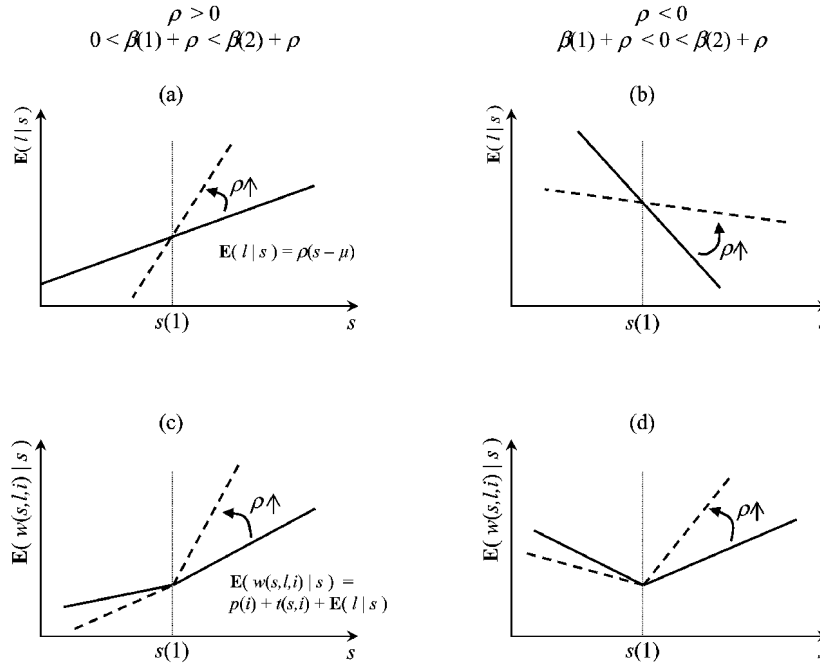 ρ > 0
0 < β(1) + ρ < β(2) + ρ
ρ < 0
β(1) + ρ < 0 < β(2) + ρ
(a)
E( l | s )
ρ↑
E( l | s ) = ρ(s – μ)
s(1)
s
(b)
E( l | s )
ρ↑
s(1)
(c)
E( w(s,l,i) | s )
ρ↑
E( w(s,l,i) | s ) =
p(i) + t(s,i) + E( l | s )
s(1)
s
(d)
E( w(s,l,i) | s )
ρ↑
s(1)